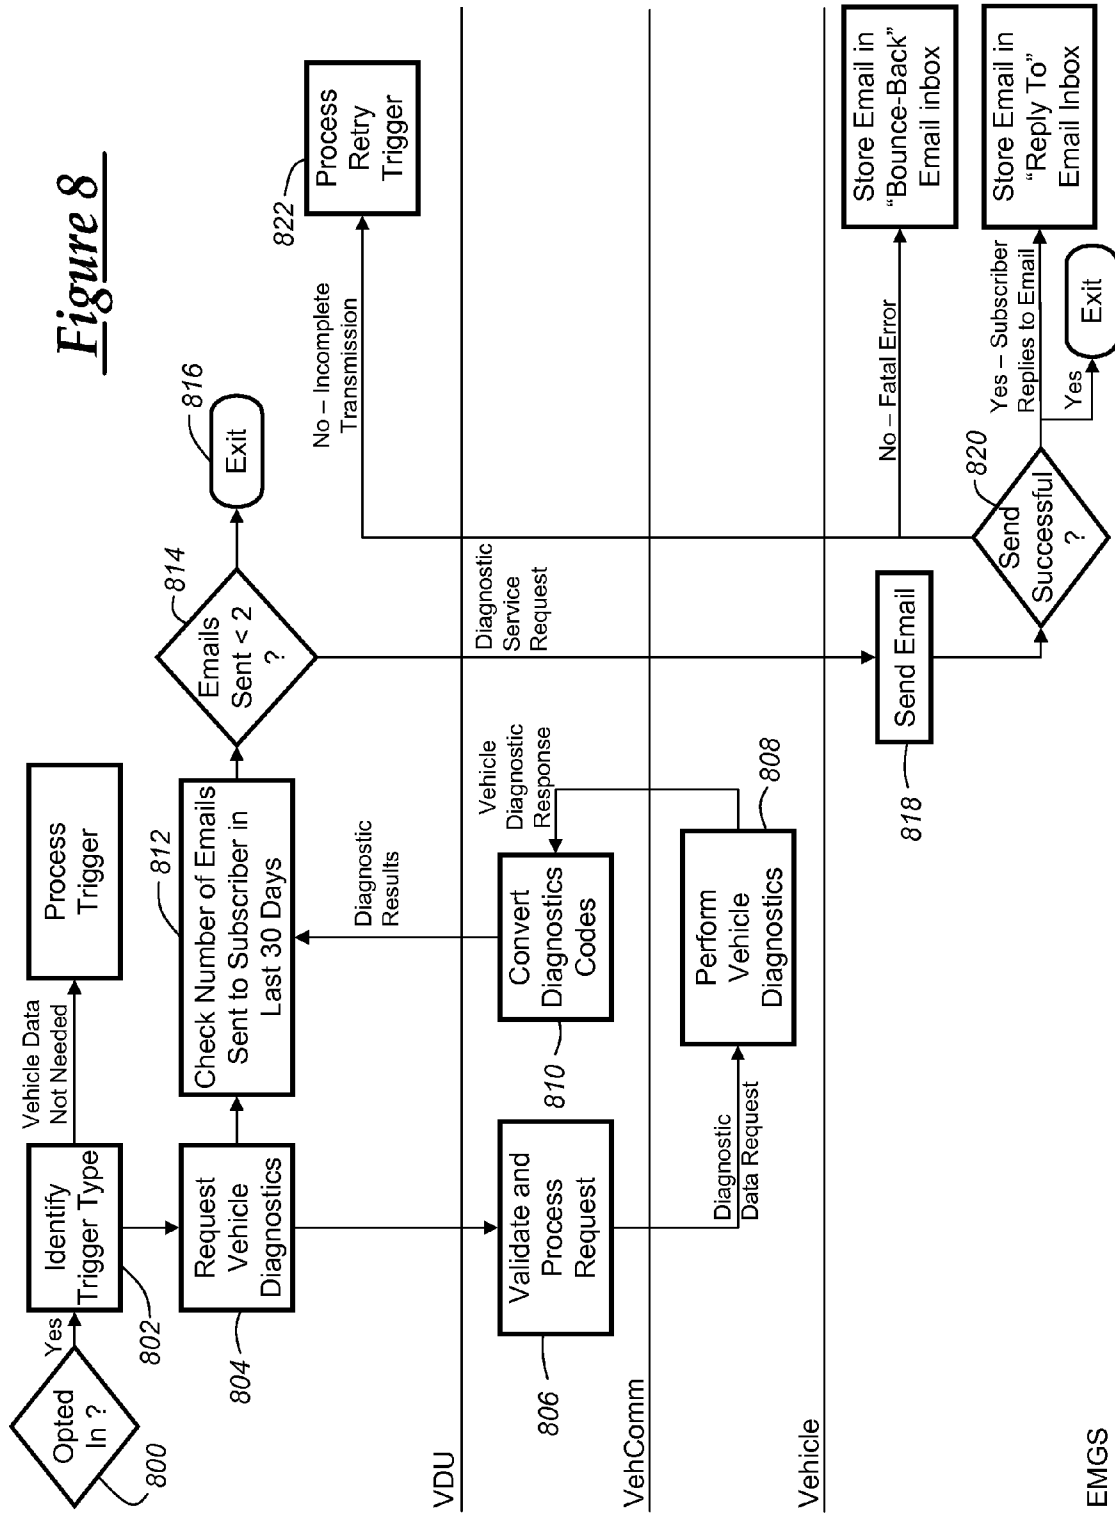 Figure 8
Opted
In ?
800
Yes
Identify
Trigger Type
802
Vehicle Data
Not Needed
Process
Trigger
Request
Vehicle
Diagnostics
804
Check Number of Emails
Sent to Subscriber in
Last 30 Days
812
Emails
Sent < 2
?
814
Exit
816
Process
Retry
Trigger
822
No – Incomplete
Transmission
Diagnostic
Results
Diagnostic
Service
Request
VDU
Validate and
Process
Request
806
Convert
Diagnostics
Codes
810
Vehicle
Diagnostic
Response
VehComm
Diagnostic
Data Request
Perform
Vehicle
Diagnostics
808
Vehicle
Send Email
818
Send
Successful
?
820
No – Fatal Error
Store Email in
“Bounce-Back”
Email inbox
Yes – Subscriber
Replies to Email
Store Email in
“Reply To”
Email Inbox
Yes
Exit
EMGS